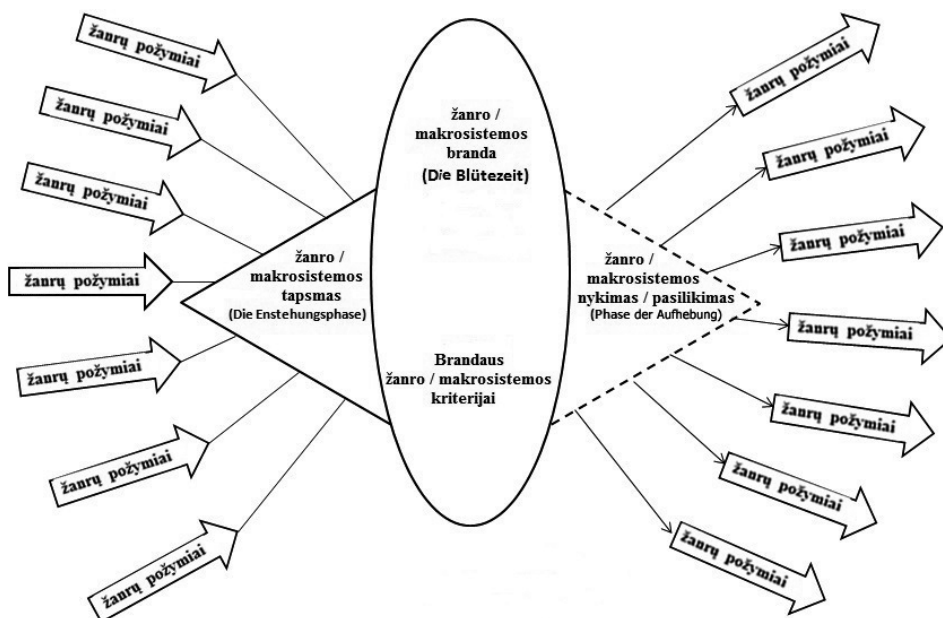 žanrų požymiai
žanrų požymiai
žanrų požymiai
žanrų požymiai
žanrų požymiai
žanrų požymiai
žanrų požymiai
žanro /
makrosistemos
tapsmas
(Die Enstehungsphase)
žanro /
makrosistemos
branda
(Die Blütezeit)
Brandaus
žanro / makrosistemos
kriterijai
žanro /
makrosistemos
nykimas / pasilikimas
(Phase der Aufhebung)
žanrų požymiai
žanrų požymiai
žanrų požymiai
žanrų požymiai
žanrų požymiai
žanrų požymiai
žanrų požymiai